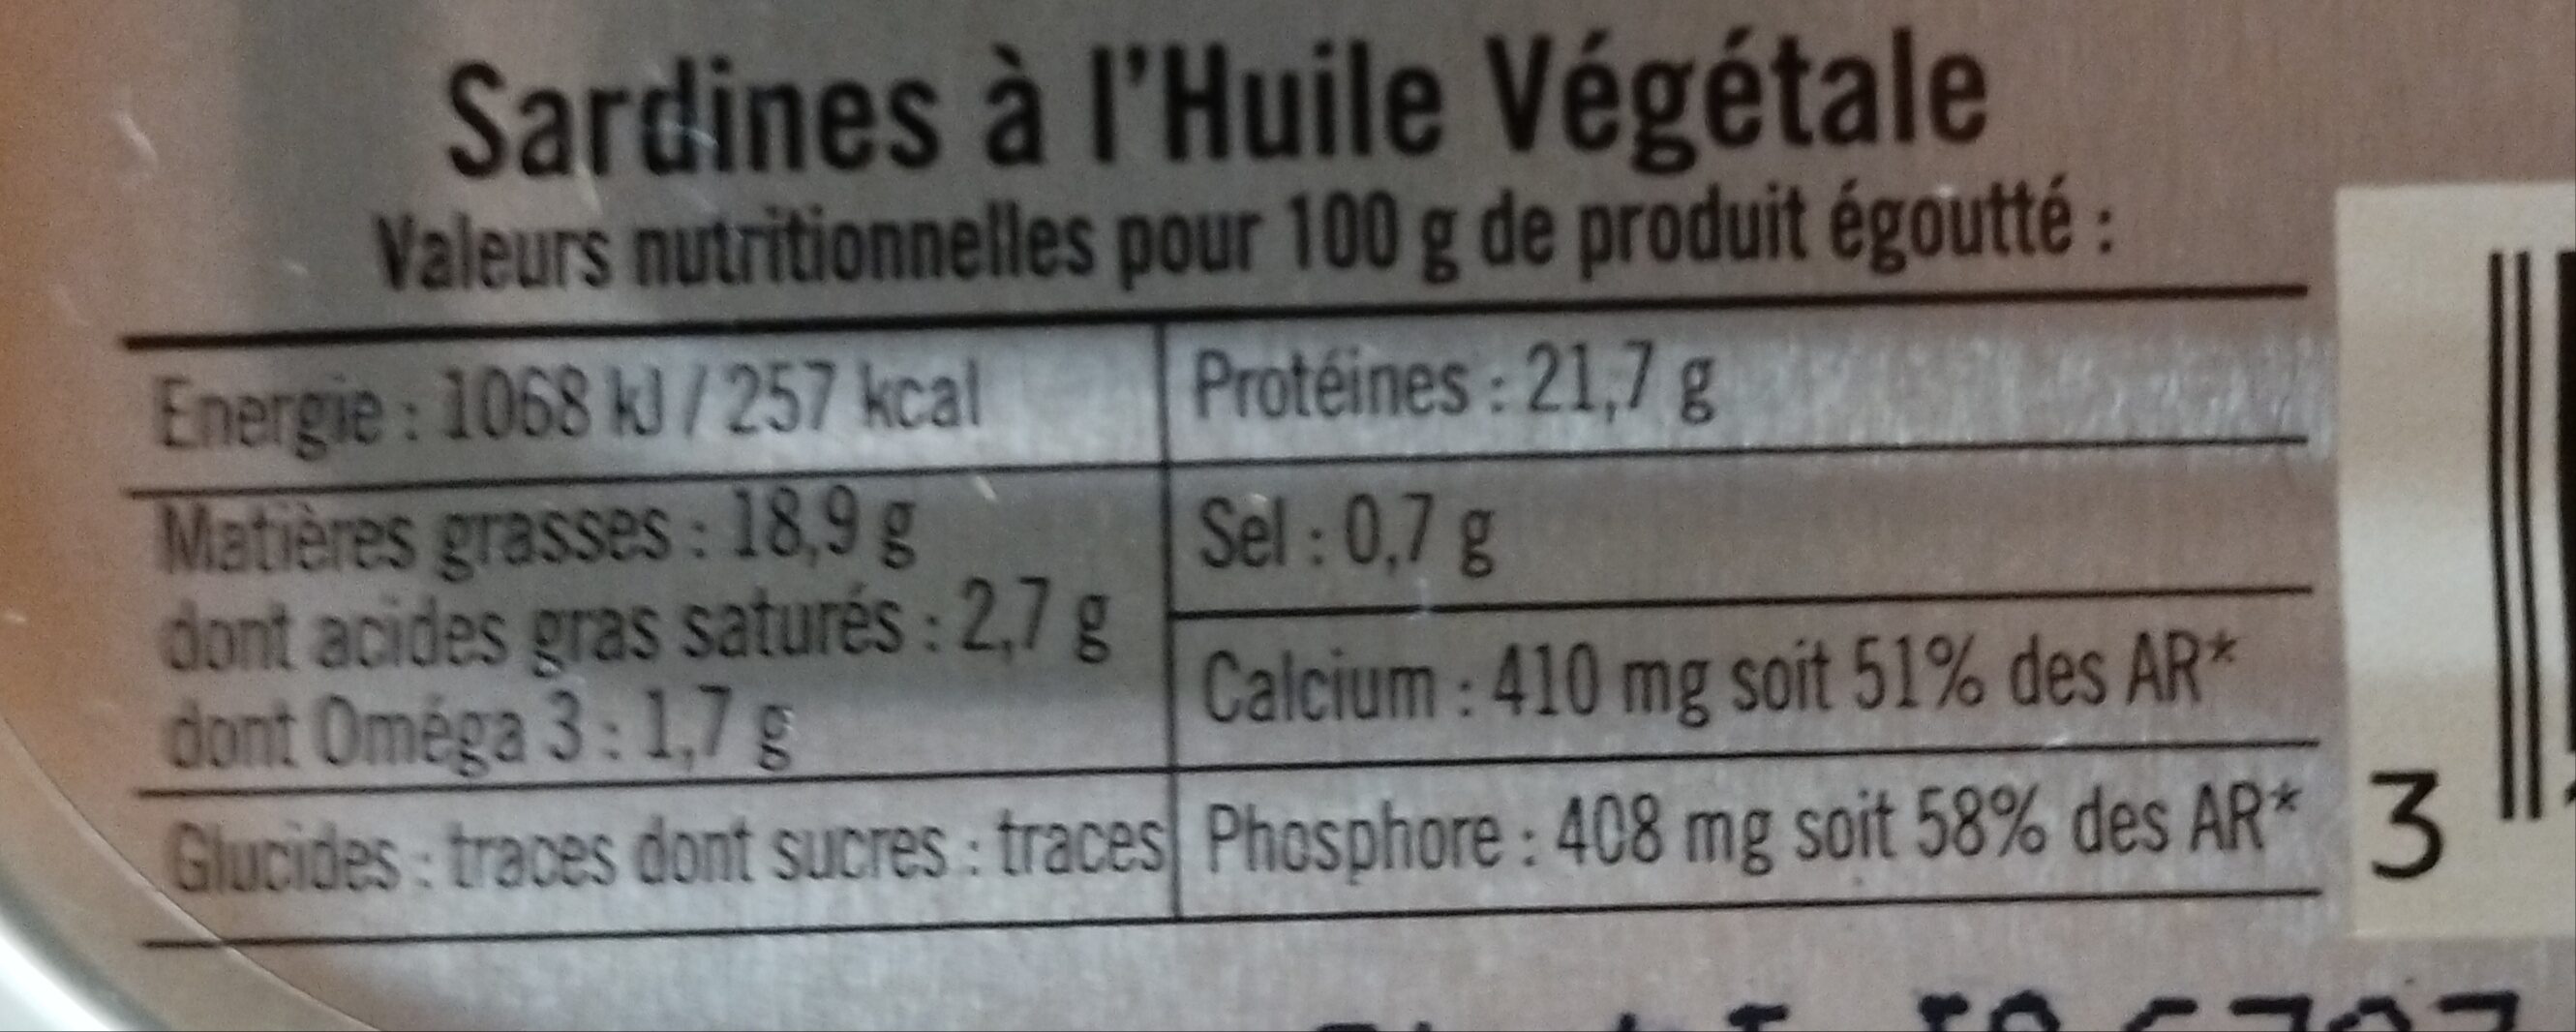 Sardines à l'Huile Végétale
Valeurs nutritionnelles pour 100 g de produit égoutté :
Energie : 1068 kJ / 257 kcal
Matières grasses : 18,9 g
dont acides gras saturés : 2,7 g
dont Oméga 3 : 1,7 g
Glucides : traces dont sucres : traces
Protéines : 21,7 g
Sel : 0,7 g
Calcium : 410 mg soit 51% des AR*
Phosphore : 408 mg soit 58% des AR*
3